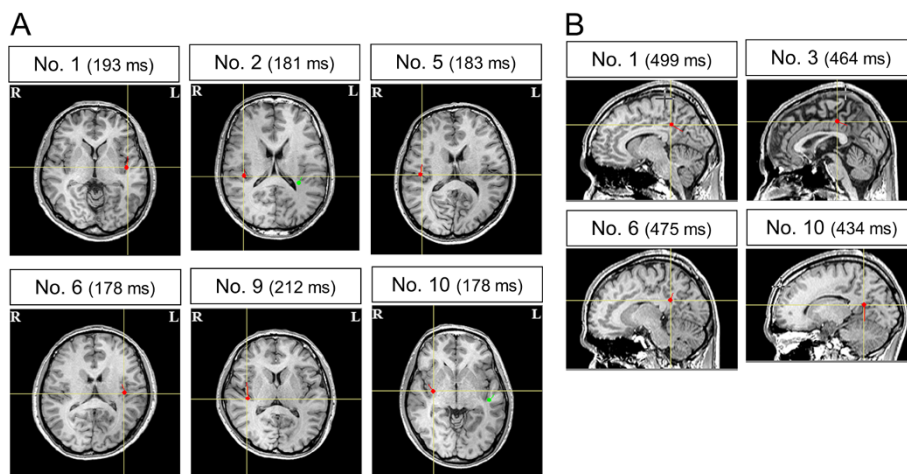 A
B
No. 1 (193 ms)
No. 2 (181 ms)
No. 5 (183 ms)
R L
R L
R L
No. 6 (178 ms)
No. 9 (212 ms)
No. 10 (178 ms)
R L
R L
R L
No. 1 (499 ms)
No. 3 (464 ms)
No. 6 (475 ms)
No. 10 (434 ms)